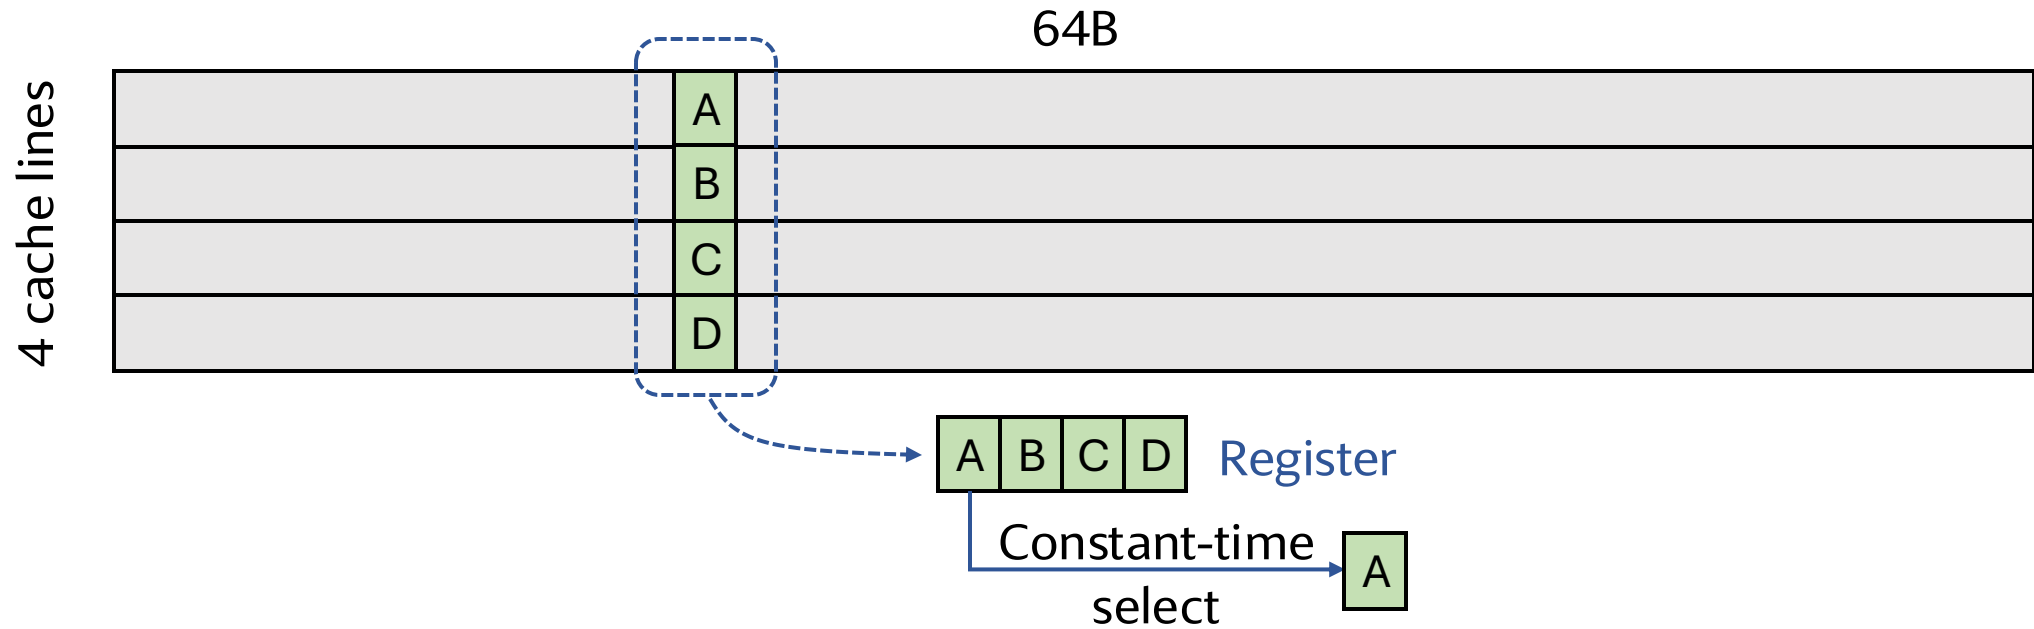 64B
4 cache lines
A
B
C
D
A B C D
Register
Constant-time
select
A